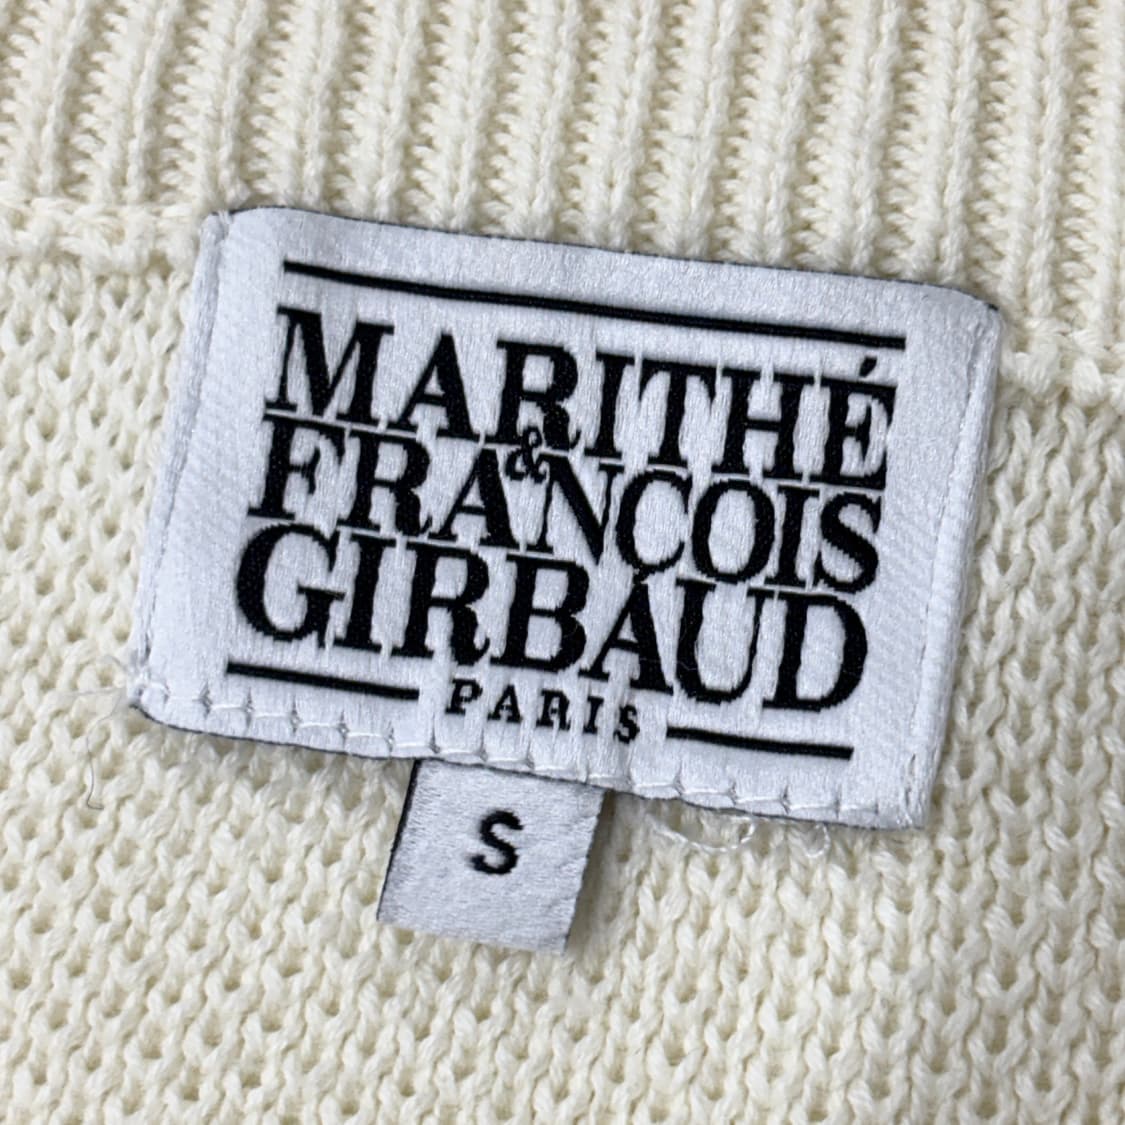 MARITHÉ
&
FRANÇOIS
GIRBAUD
PARIS
S